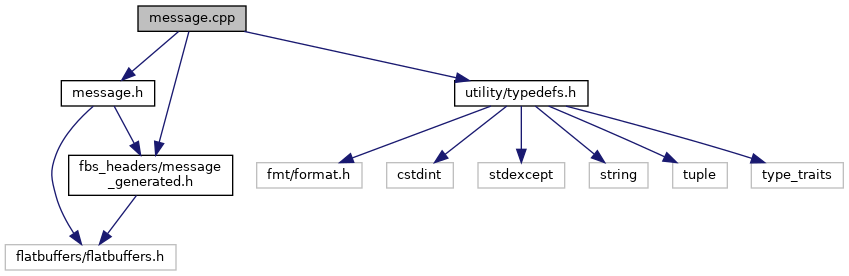 message.cpp
message.h
utility/typedefs.h
fbs_headers/message
_generated.h
fmt/format.h
cstdint
stdexcept
string
tuple
type_traits
flatbuffers/flatbuffers.h